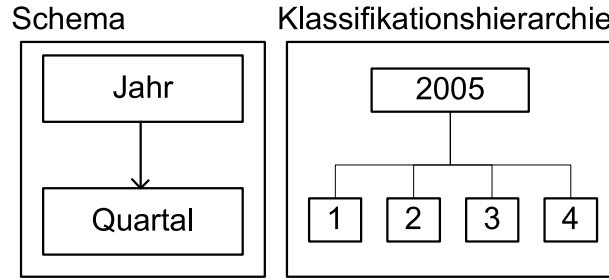 Schema
Klassifikationshierarchie
Jahr
2005
Quartal
1 2 3 4